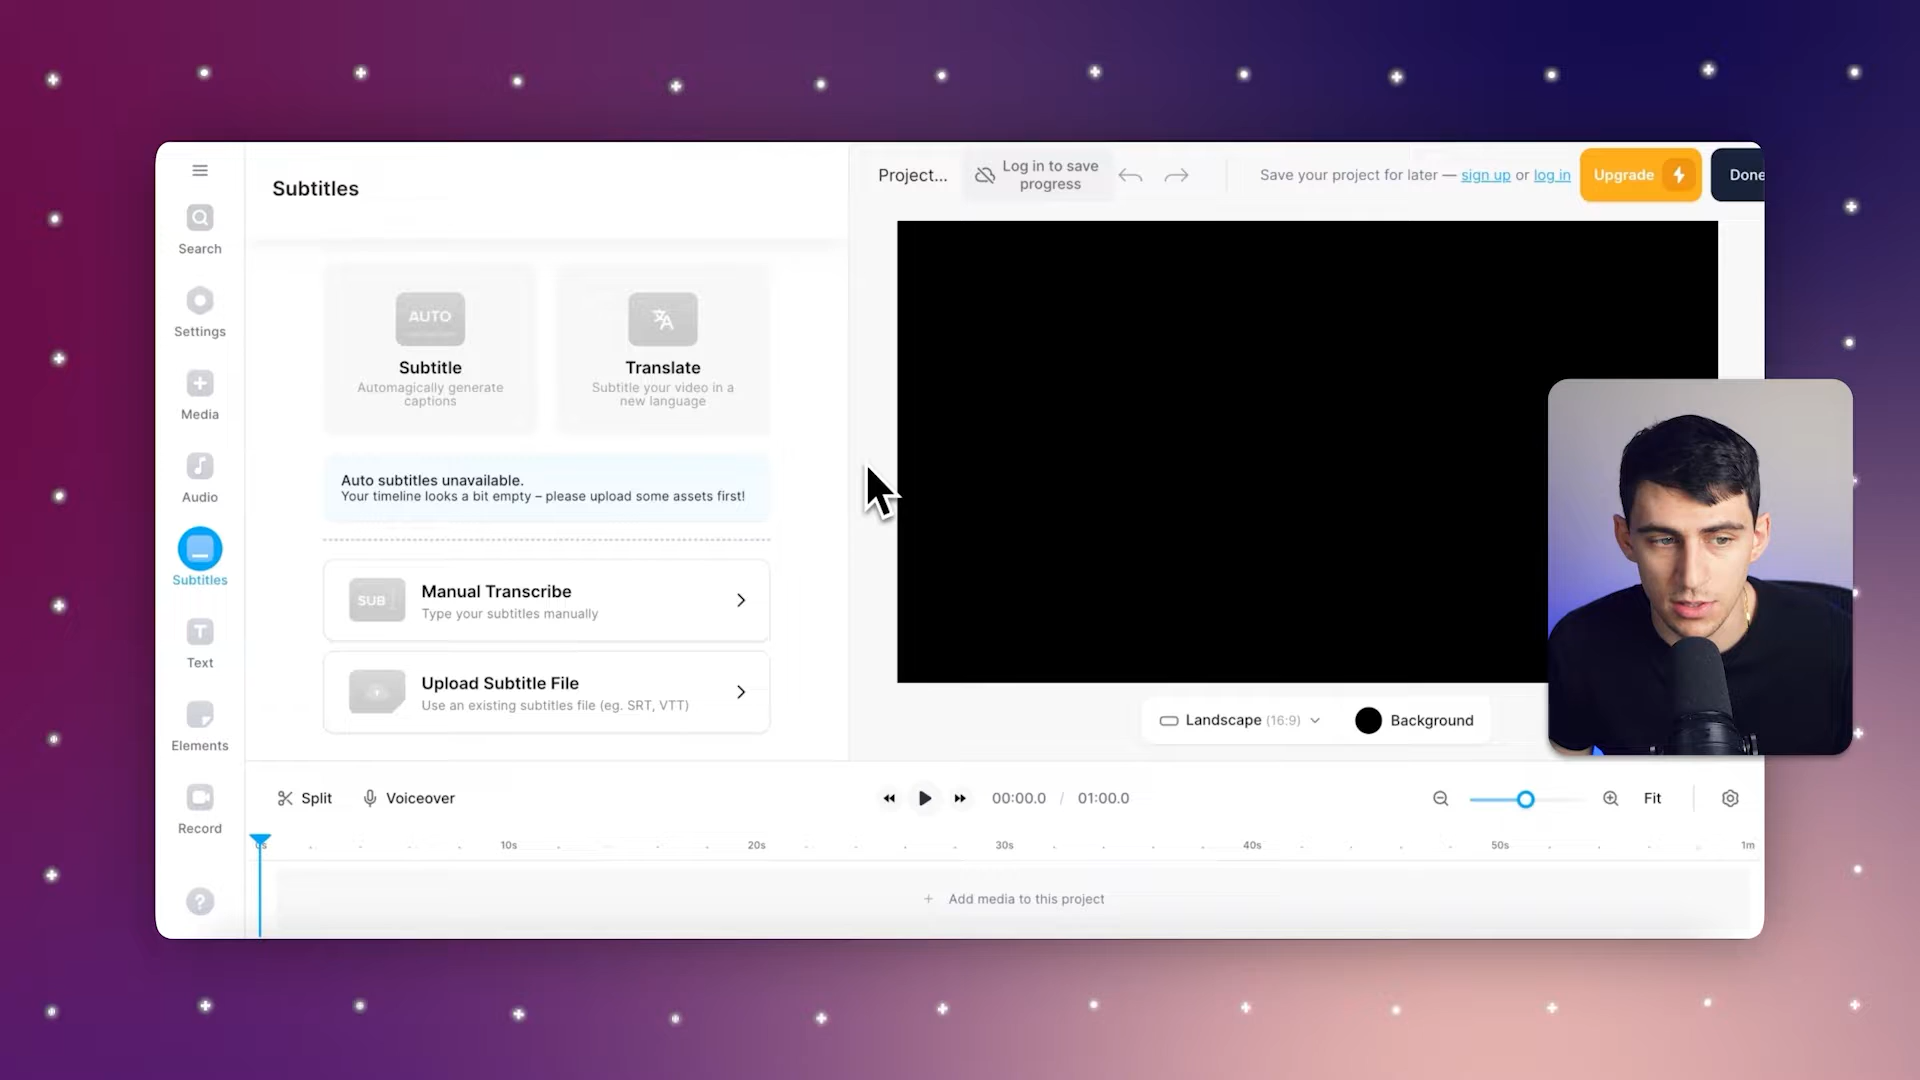 Subtitles
Project...
Log in to save
progress
Save your project for later — sign up or log in
Upgrade
Done
Search
Settings
Media
Audio
Subtitles
Text
Elements
Record
?
AUTO
Subtitle
Automagically generate
captions
Translate
Subtitle your video in a
new language
Auto subtitles unavailable.
Your timeline looks a bit empty – please upload some assets first!
SUB
Manual Transcribe
Type your subtitles manually
Upload Subtitle File
Use an existing subtitles file (eg. SRT, VTT)
Landscape (16:9)
Background
Split
Voiceover
00:00.0 / 01:00.0
Fit
10s 20s 30s 40s 50s 1m
+ Add media to this project